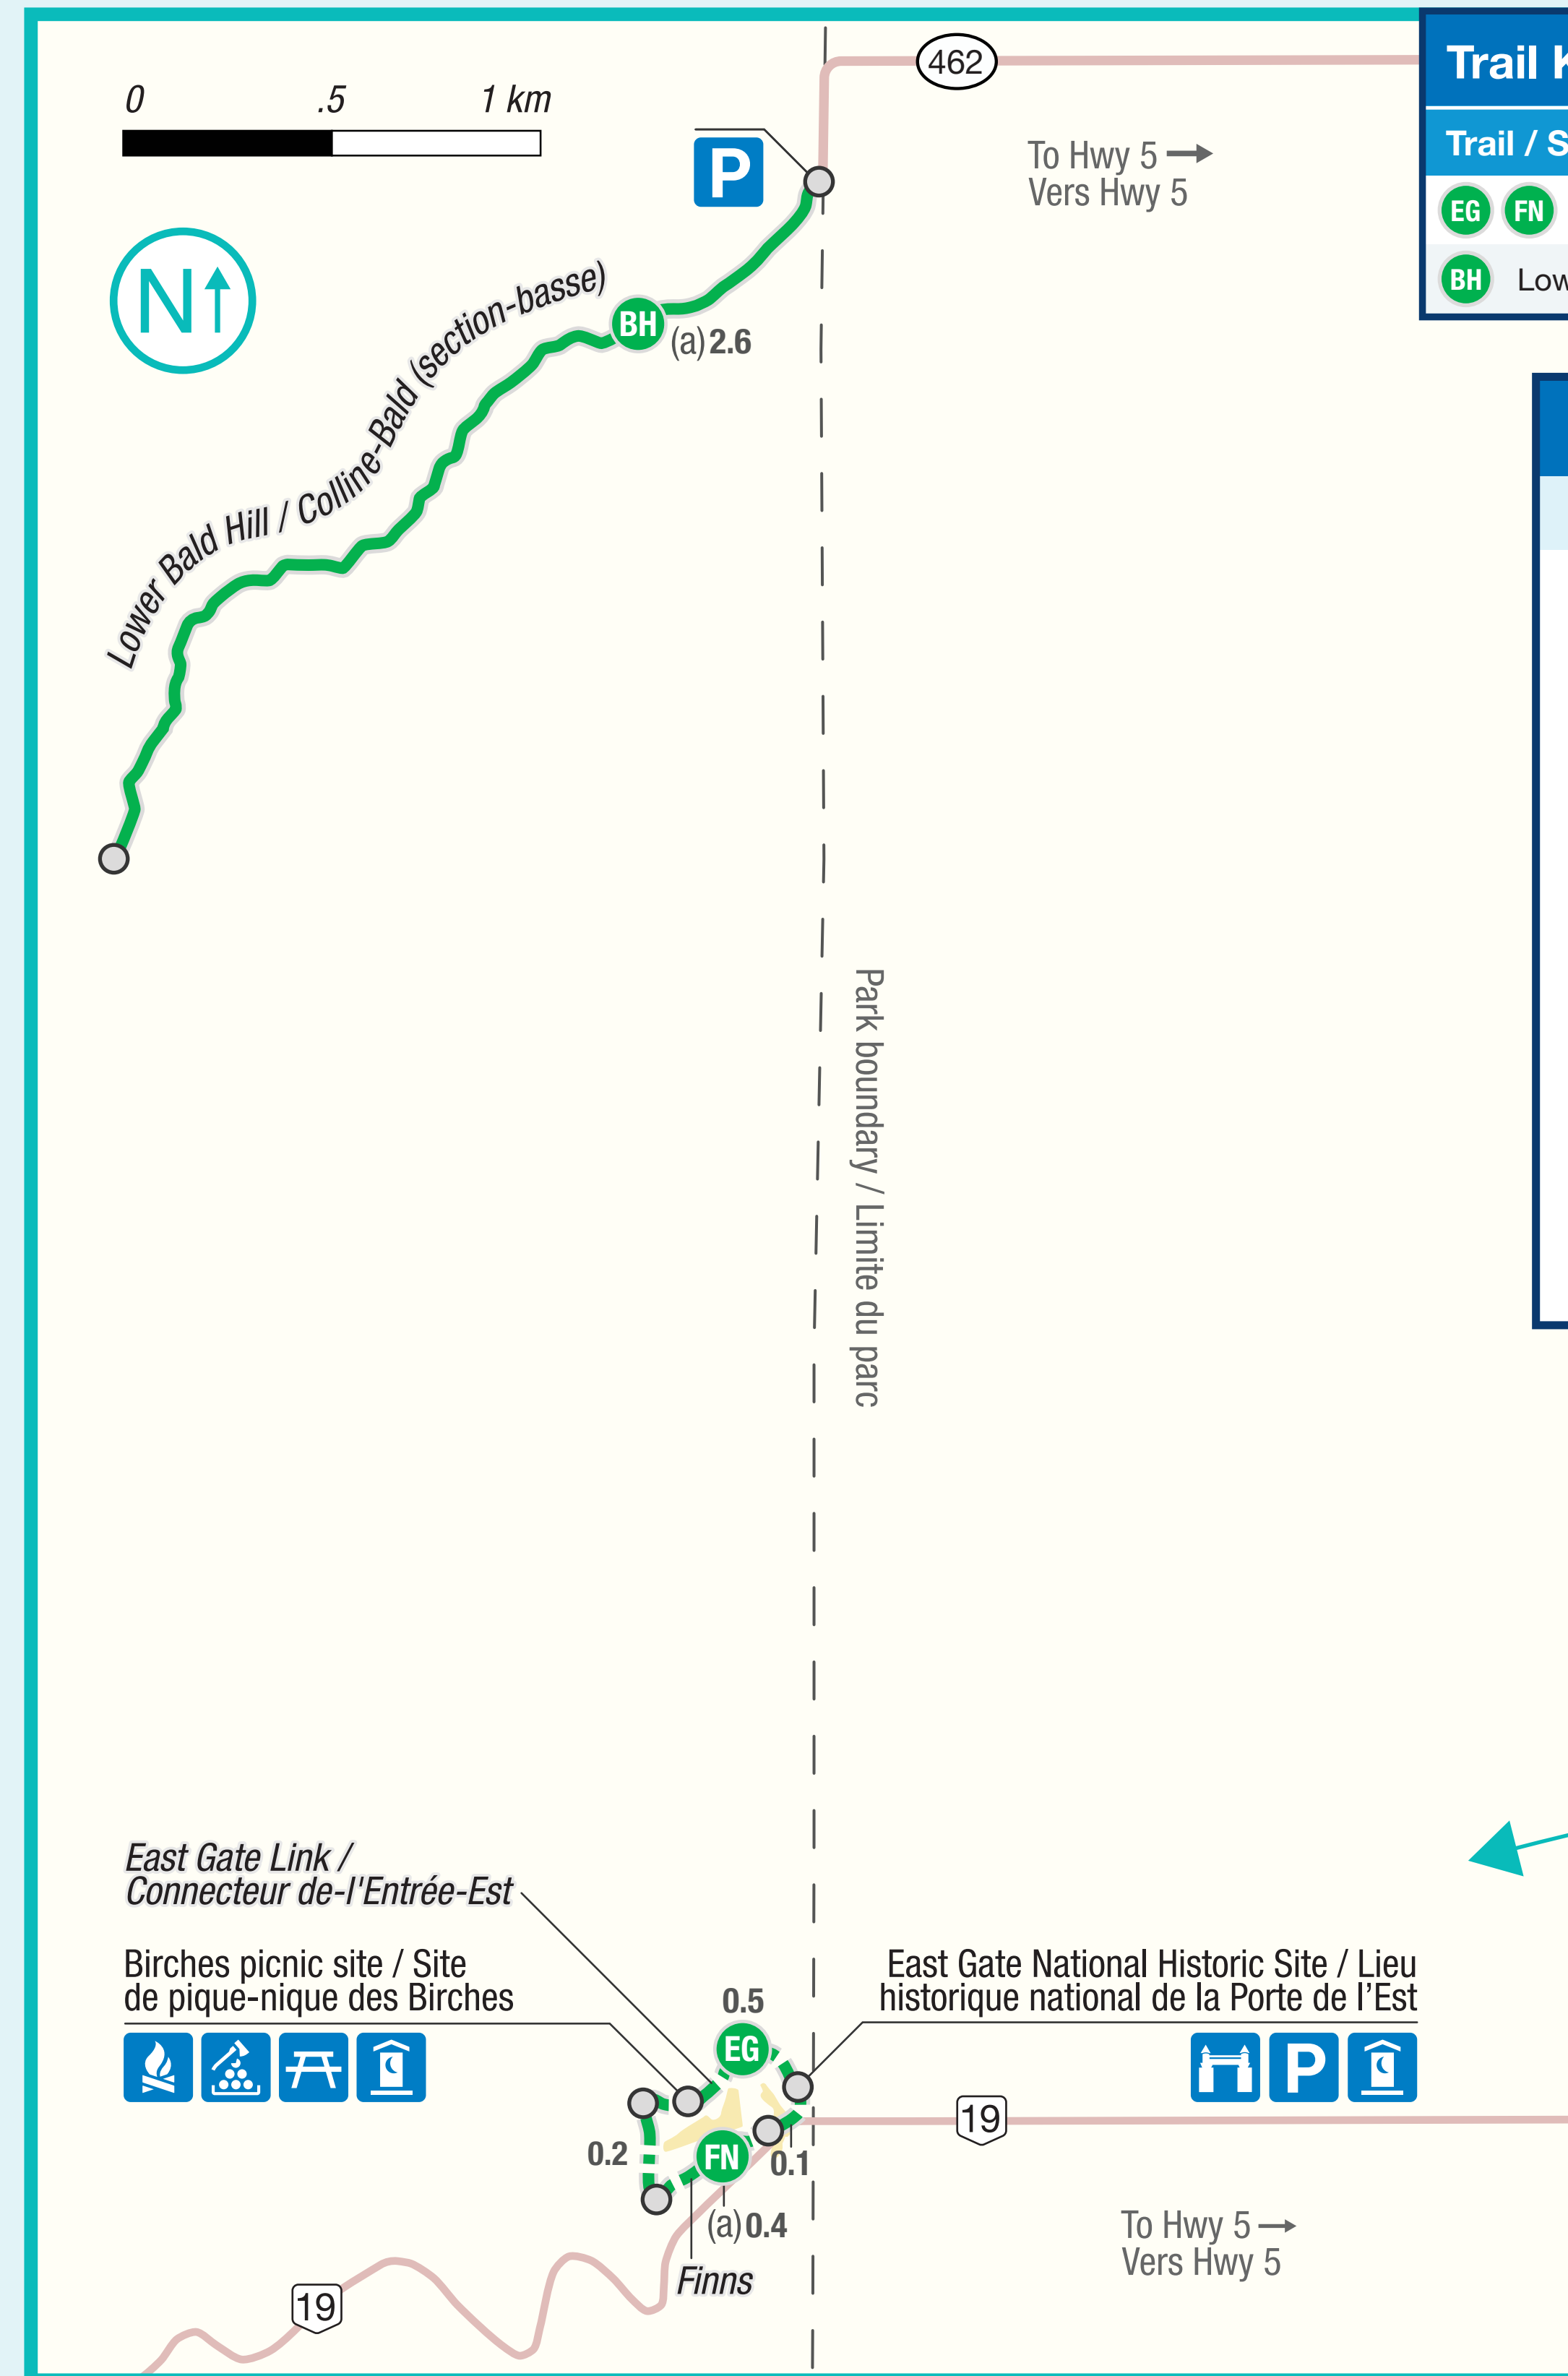 462
Trail
0 .5 1 km
P
To Hwy 5
Vers Hwy 5
Trail /
EG FN
BH
N
Lower Bald Hill / Colline-Bald (section-basse)
BH
(a) 2.6
Park boundary / Limite du parc
East Gate Link /
Connecteur de-l'Entrée-Est
Birches picnic site / Site
de pique-nique des Birches
East Gate National Historic Site / Lieu
historique national de la Porte de l’Est
0.5
EG
P
19
0.2
FN
0.1
(a) 0.4
Finns
To Hwy 5
Vers Hwy 5
19